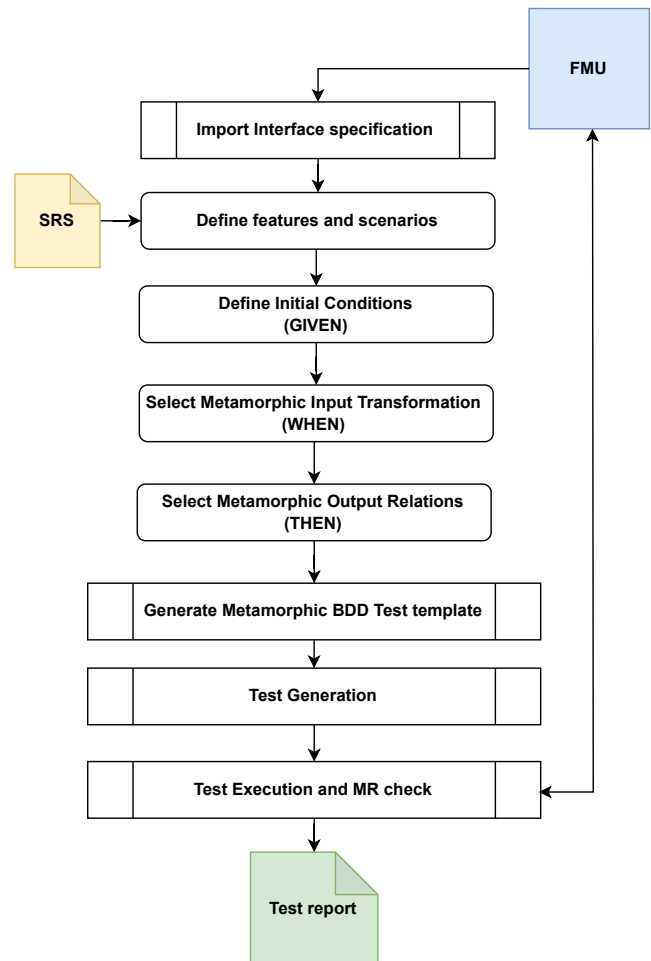 FMU
Import Interface specification
SRS
Define features and scenarios
Define Initial Conditions
(GIVEN)
Select Metamorphic Input Transformation
(WHEN)
Select Metamorphic Output Relations
(THEN)
Generate Metamorphic BDD Test template
Test Generation
Test Execution and MR check
Test report